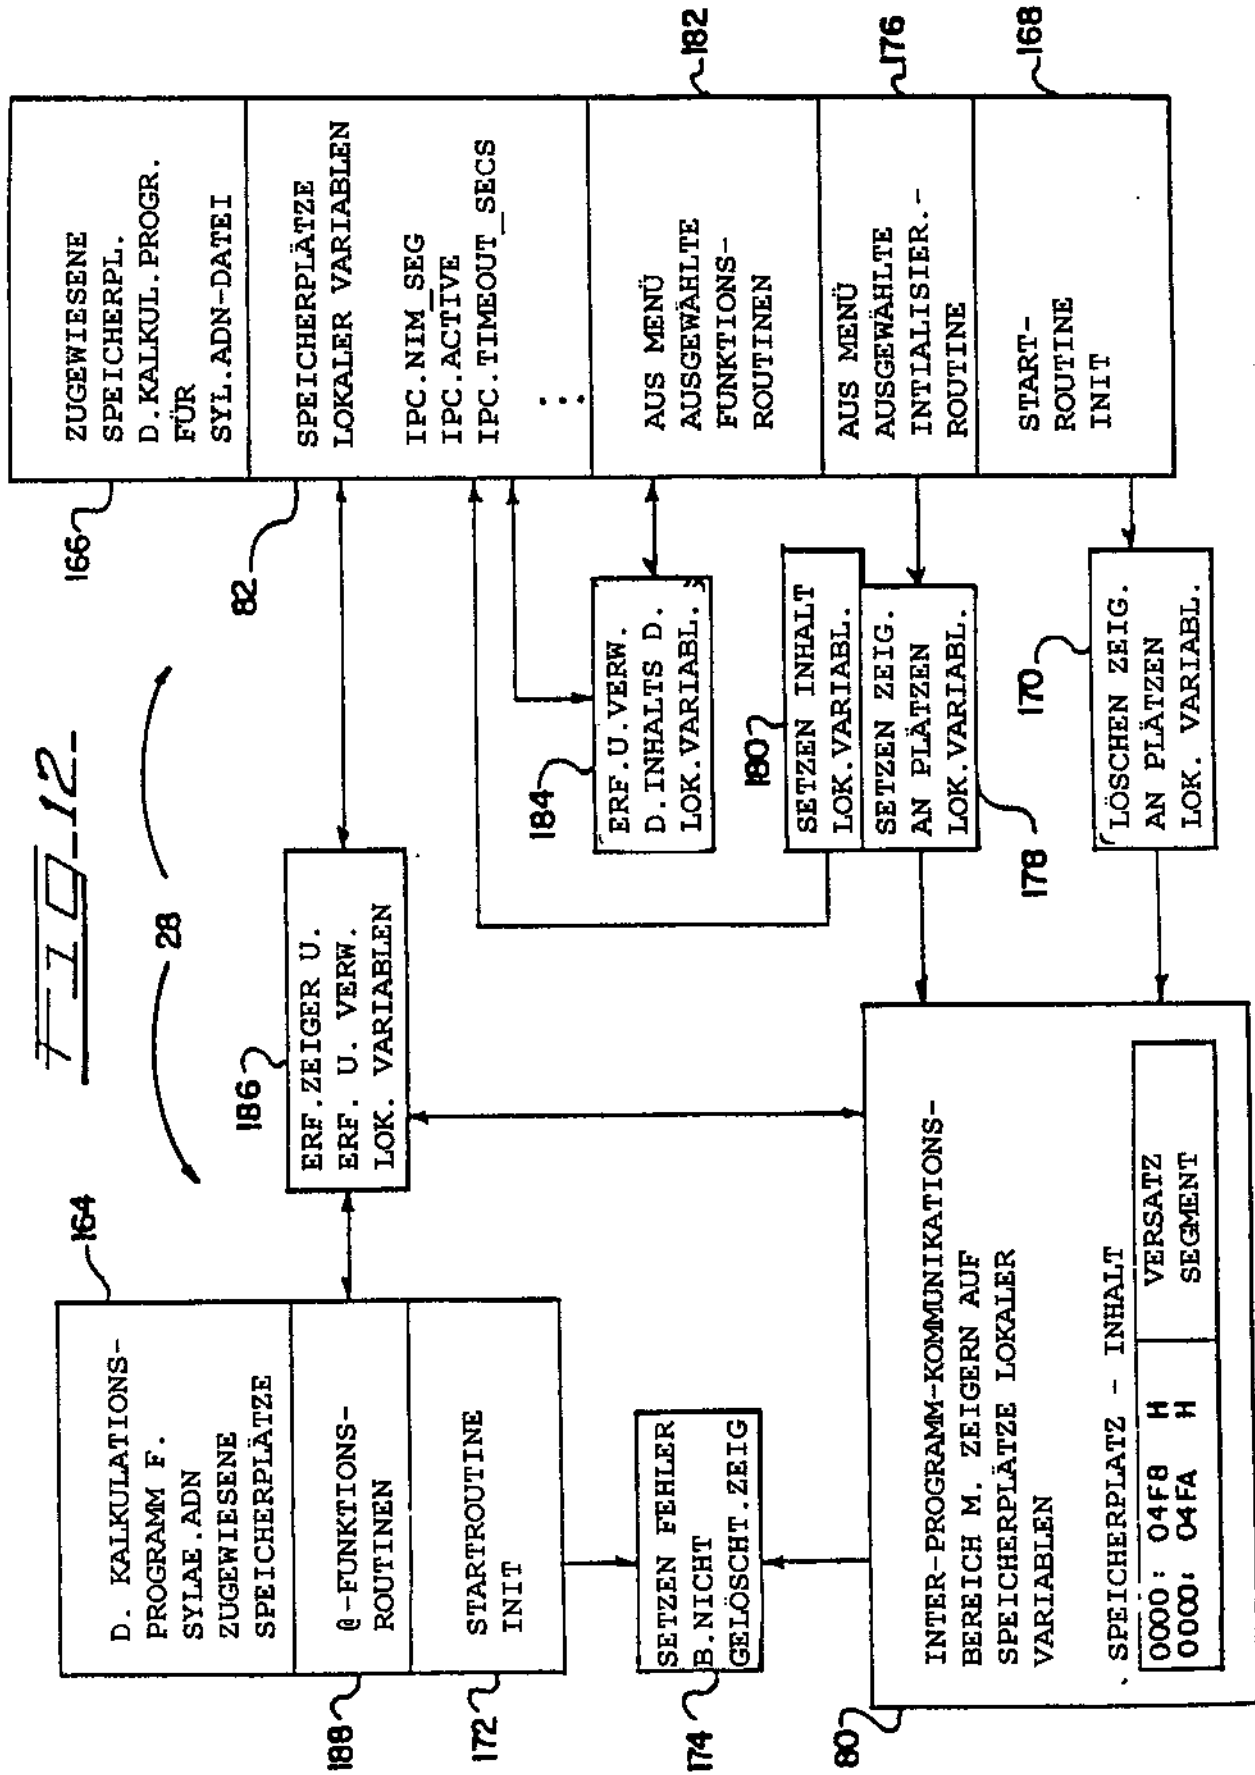 FIG-12-
28
164
D. KALKULATIONS-
PROGRAMM F.
SYLAE.ADN
ZUGEWIESENE
SPEICHERPLÄTZE
@-FUNKTIONS-
ROUTINEN
188
STARTROUTINE
INIT
172
SETZEN FEHLER
B.NICHT
GELÖSCHT.ZEIG
174
186
ERF.ZEIGER U.
ERF. U. VERW.
LOK. VARIABLEN
INTER-PROGRAMM-KOMMUNIKATIONS-
BEREICH M. ZEIGERN AUF
SPEICHERPLÄTZE LOKALER
VARIABLEN
SPEICHERPLATZ - INHALT
0000: 04F8 H VERSATZ
0000: 04FA H SEGMENT
80
166
ZUGEWIESENE
SPEICHERPL.
D.KALKUL.PROGR.
FÜR
SYL.ADN-DATEI
82
SPEICHERPLÄTZE
LOKALER VARIABLEN
IPC.NIM_SEG
IPC.ACTIVE
IPC.TIMEOUT_SECS
⋮
184
ERF.U.VERW.
D.INHALTS D.
LOK.VARIABL.
AUS MENÜ
AUSGEWÄHLTE
FUNKTIONS-
ROUTINEN
182
180
SETZEN INHALT
LOK.VARIABL.
SETZEN ZEIG.
AN PLÄTZEN
LOK.VARIABL.
178
AUS MENÜ
AUSGEWÄHLTE
INTIALISIER.-
ROUTINE
176
170
LÖSCHEN ZEIG.
AN PLÄTZEN
LOK. VARIABL.
START-
ROUTINE
INIT
168